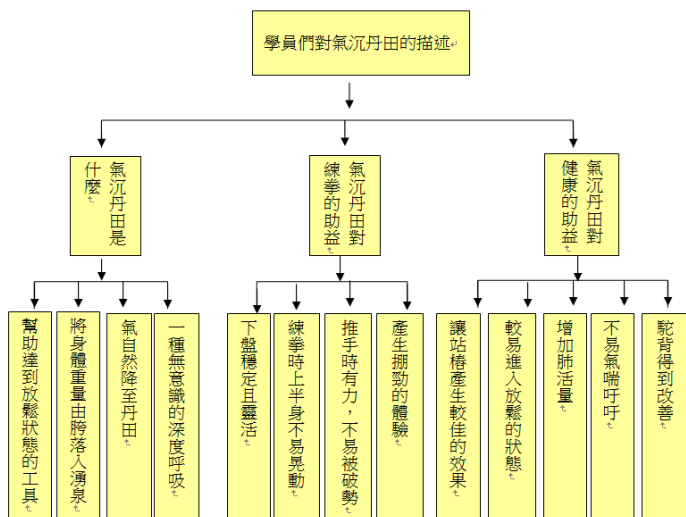 學員們對氣沉丹田的描述
氣沉丹田是
什麼
氣沉丹田對
練拳的助益
氣沉丹田對
健康的助益
幫助達到放鬆狀態的工具
將身體重量由胯落入湧泉
氣自然降至丹田
一種無意識的深度呼吸
下盤穩定且靈活
練拳時上半身不易晃動
推手時有力，不易被破勢
產生掤勁的體驗
讓站樁產生較佳的效果
較易進入放鬆的狀態
增加肺活量
不易氣喘吁吁
駝背得到改善